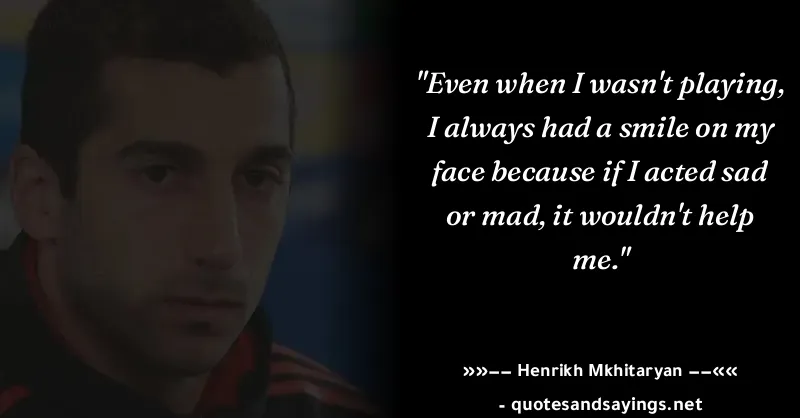 "Even when I wasn't playing,
I always had a smile on my
face because if I acted sad
or mad, it wouldn't help
me."
»»–– Henrikh Mkhitaryan ––««
- quotesandsayings.net